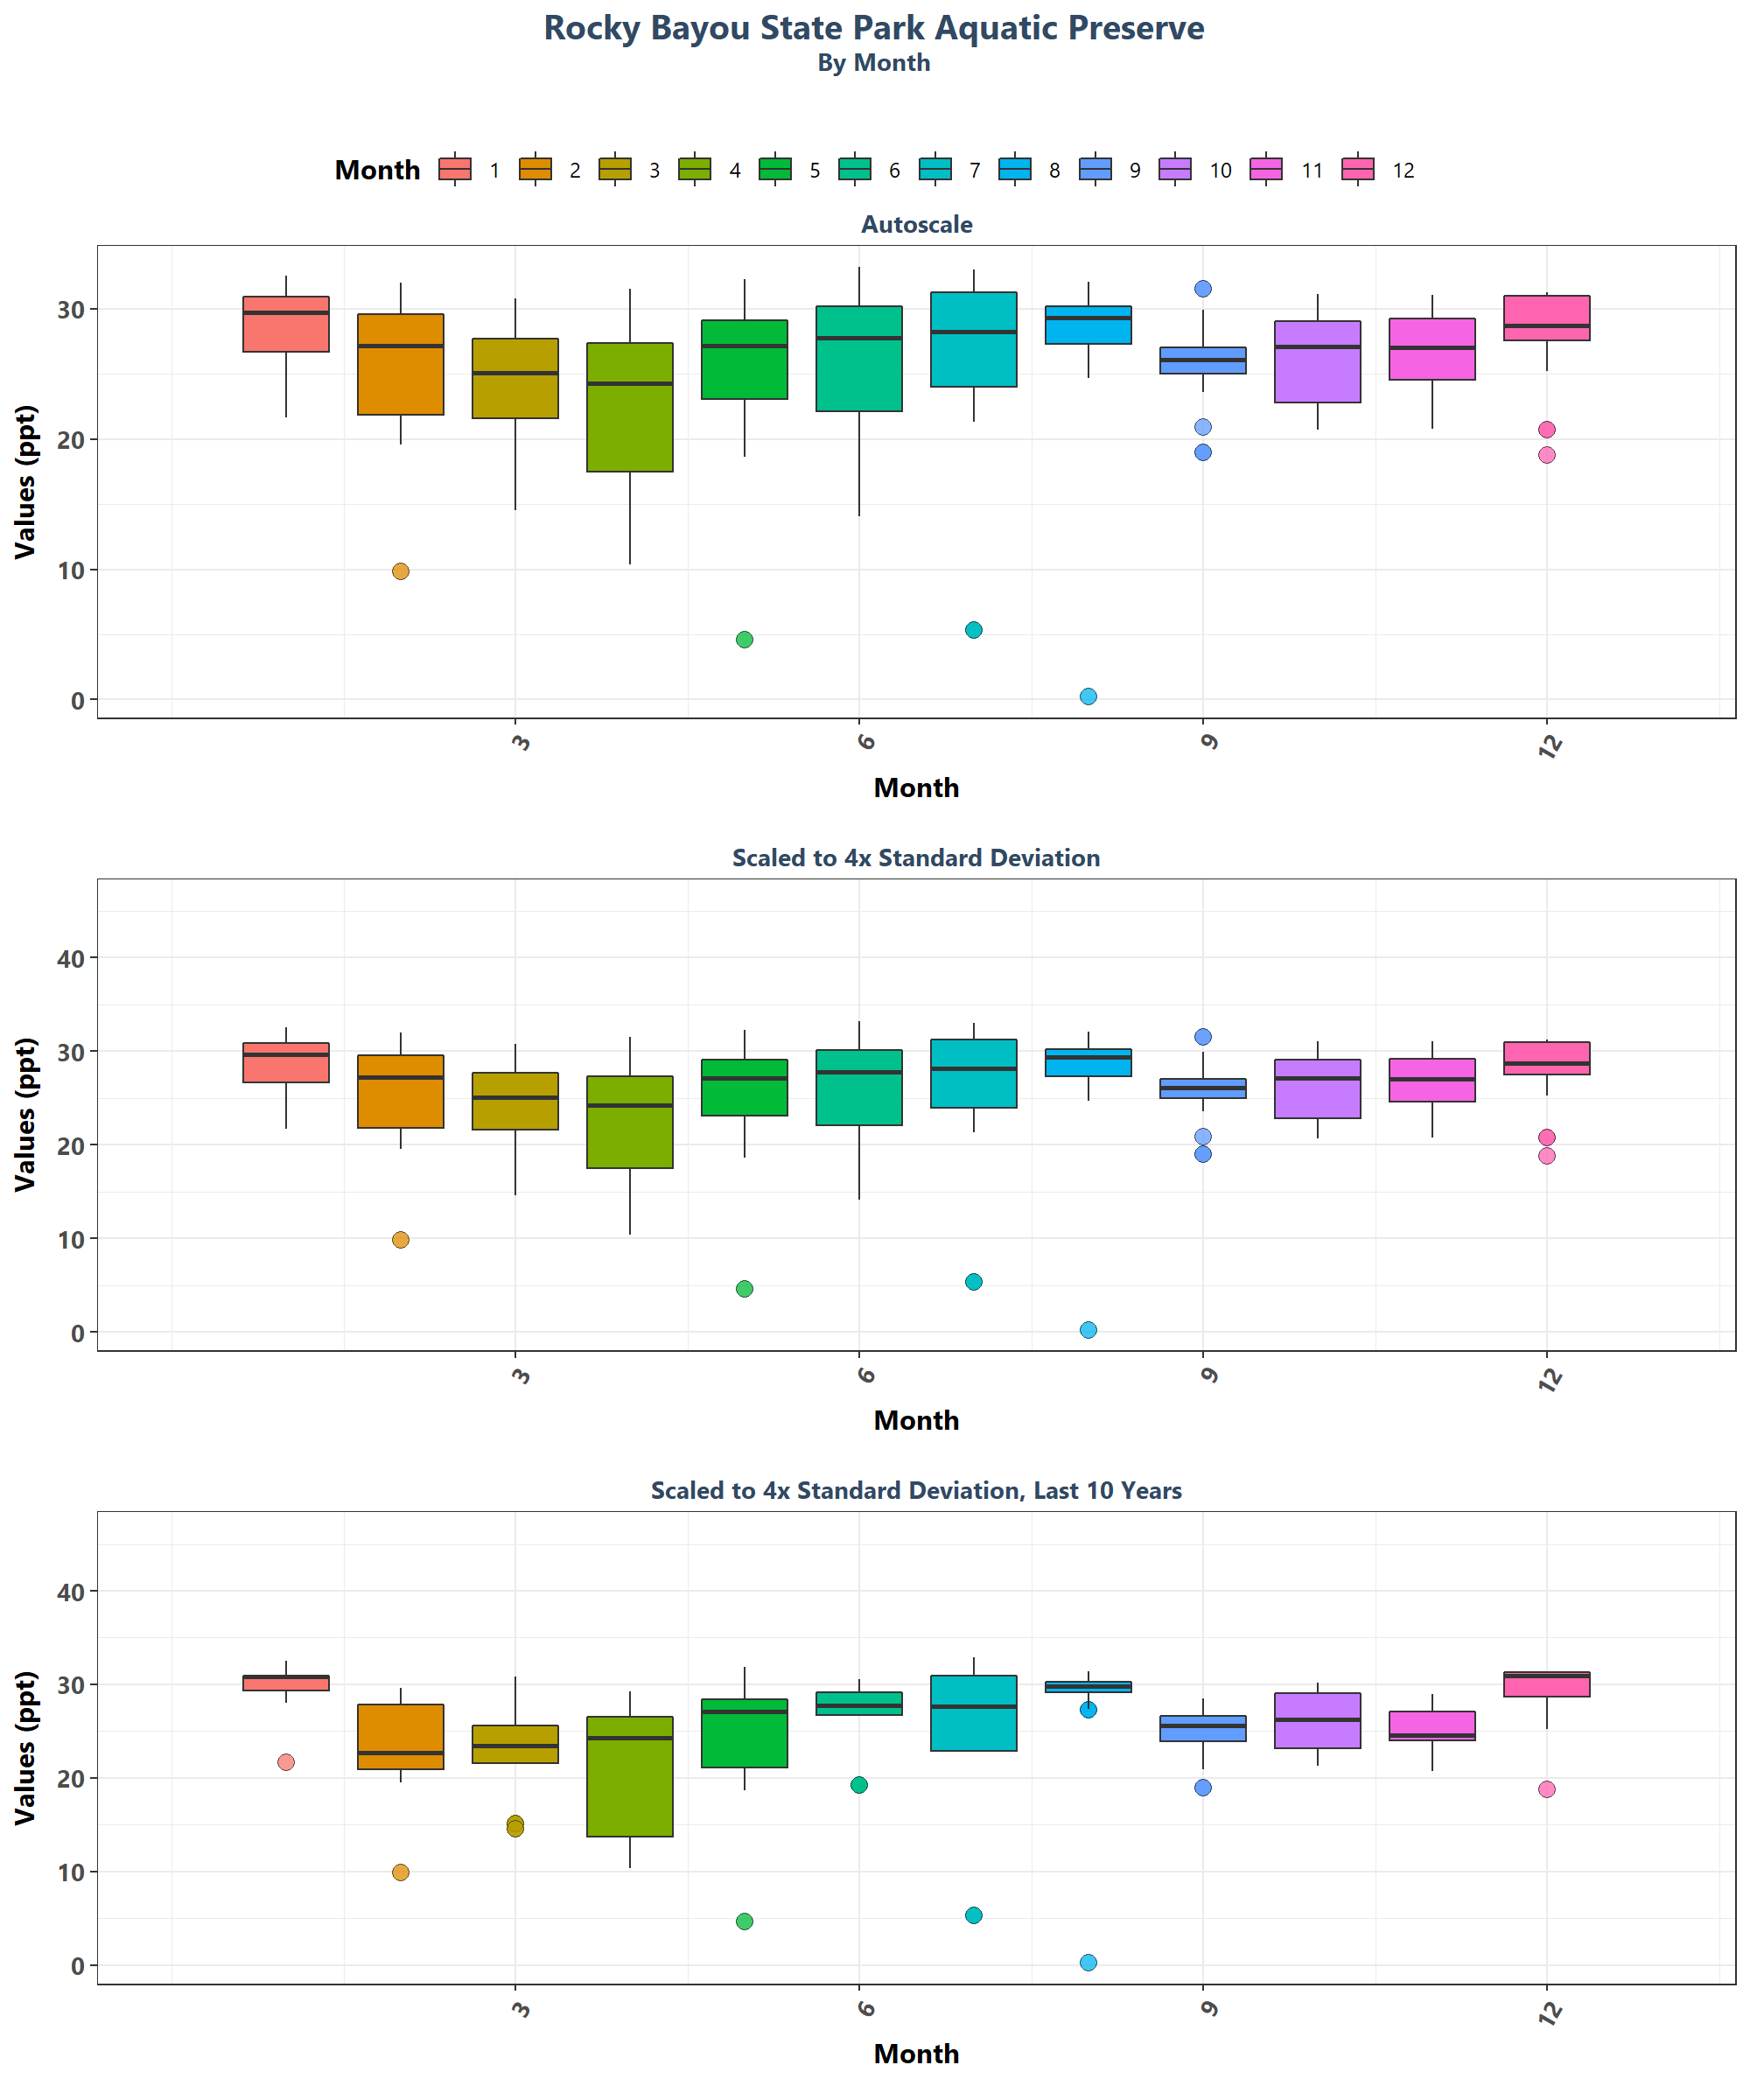 Rocky Bayou State Park Aquatic Preserve
By Month
Month 1 2 3 4 5 6 7 8 9 10 11 12
Autoscale
Values (ppt)
30
20
10
0
3 6 9 12
Month
Scaled to 4x Standard Deviation
Values (ppt)
40
30
20
10
0
3 6 9 12
Month
Scaled to 4x Standard Deviation, Last 10 Years
Values (ppt)
40
30
20
10
0
3 6 9 12
Month